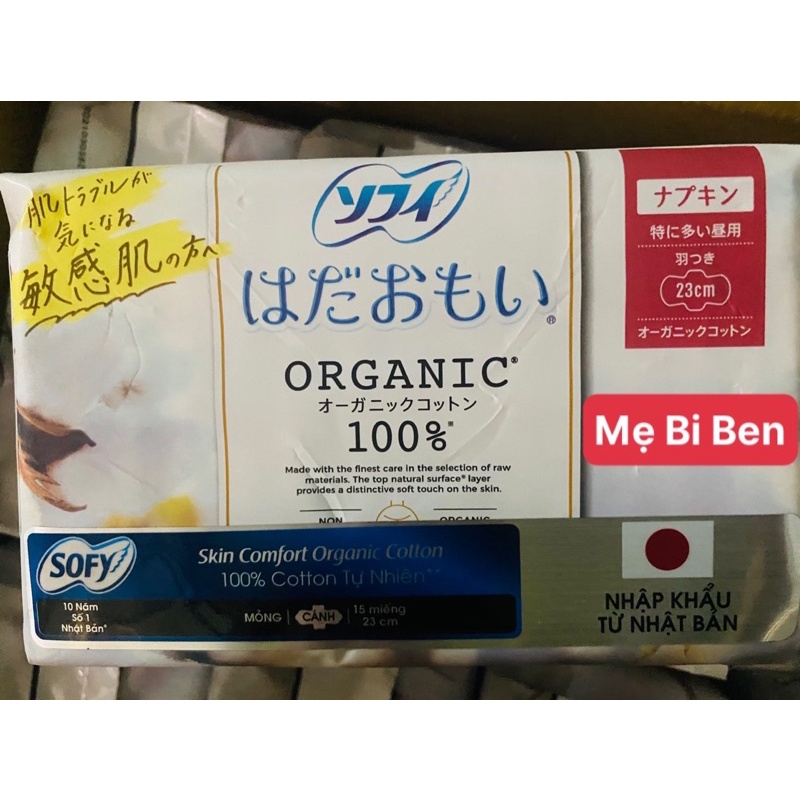 肌トラブルが
気になる
敏感肌の方へ
ソフィ
はだおもい®
ORGANIC※
オーガニックコットン
100%※
Made with the finest care in the selection of raw
materials. The top natural surface※ layer
provides a distinctive soft touch on the skin.
NON
ORGANIC
ナプキン
特に多い昼用
羽つき
23cm
オーガニックコットン
Mẹ Bi Ben
SOFY
10 Năm
Số 1
Nhật Bản*
Skin Comfort Organic Cotton
100% Cotton Tự Nhiên**
MỎNG | CÁNH | 15 miếng
23 cm
NHẬP KHẨU
TỪ NHẬT BẢN